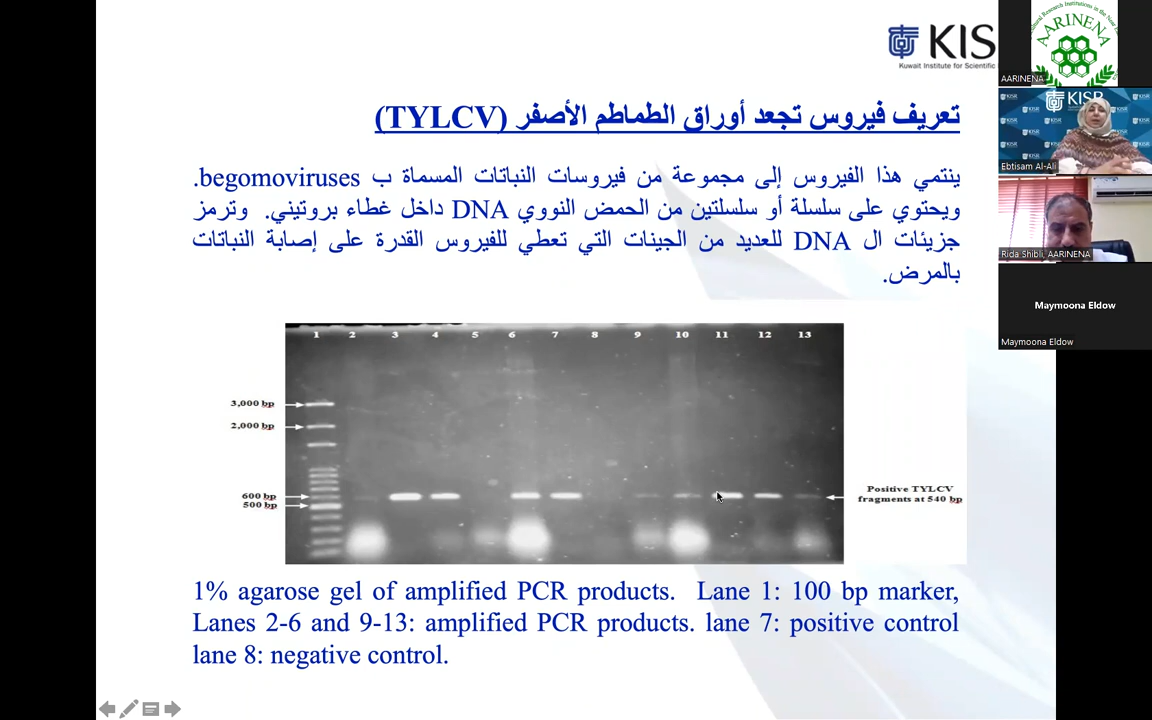 KIS
Kuwait Institute for Scientific
تعريف فيروس تجعد أوراق الطماطم الأصفر (TYLCV)
ينتمي هذا الفيروس إلى مجموعة من فيروسات النباتات المسماة ب begomoviruses.
ويحتوي على سلسلة أو سلسلتين من الحمض النووي DNA داخل غطاء بروتيني. وترمز
جزيئات ال DNA للعديد من الجينات التي تعطي للفيروس القدرة على إصابة النباتات
بالمرض.
1 2 3 4 5 6 7 8 9 10 11 12 13
3,000 bp
2,000 bp
600 bp
500 bp
Positive TYLCV
fragments at 540 bp
1% agarose gel of amplified PCR products. Lane 1: 100 bp marker,
Lanes 2-6 and 9-13: amplified PCR products. lane 7: positive control
lane 8: negative control.
AARINENA
AARINENA
KISR
Ebtisam Al-Ali
Rida Shibli, AARINENA
Maymoona Eldow
Maymoona Eldow